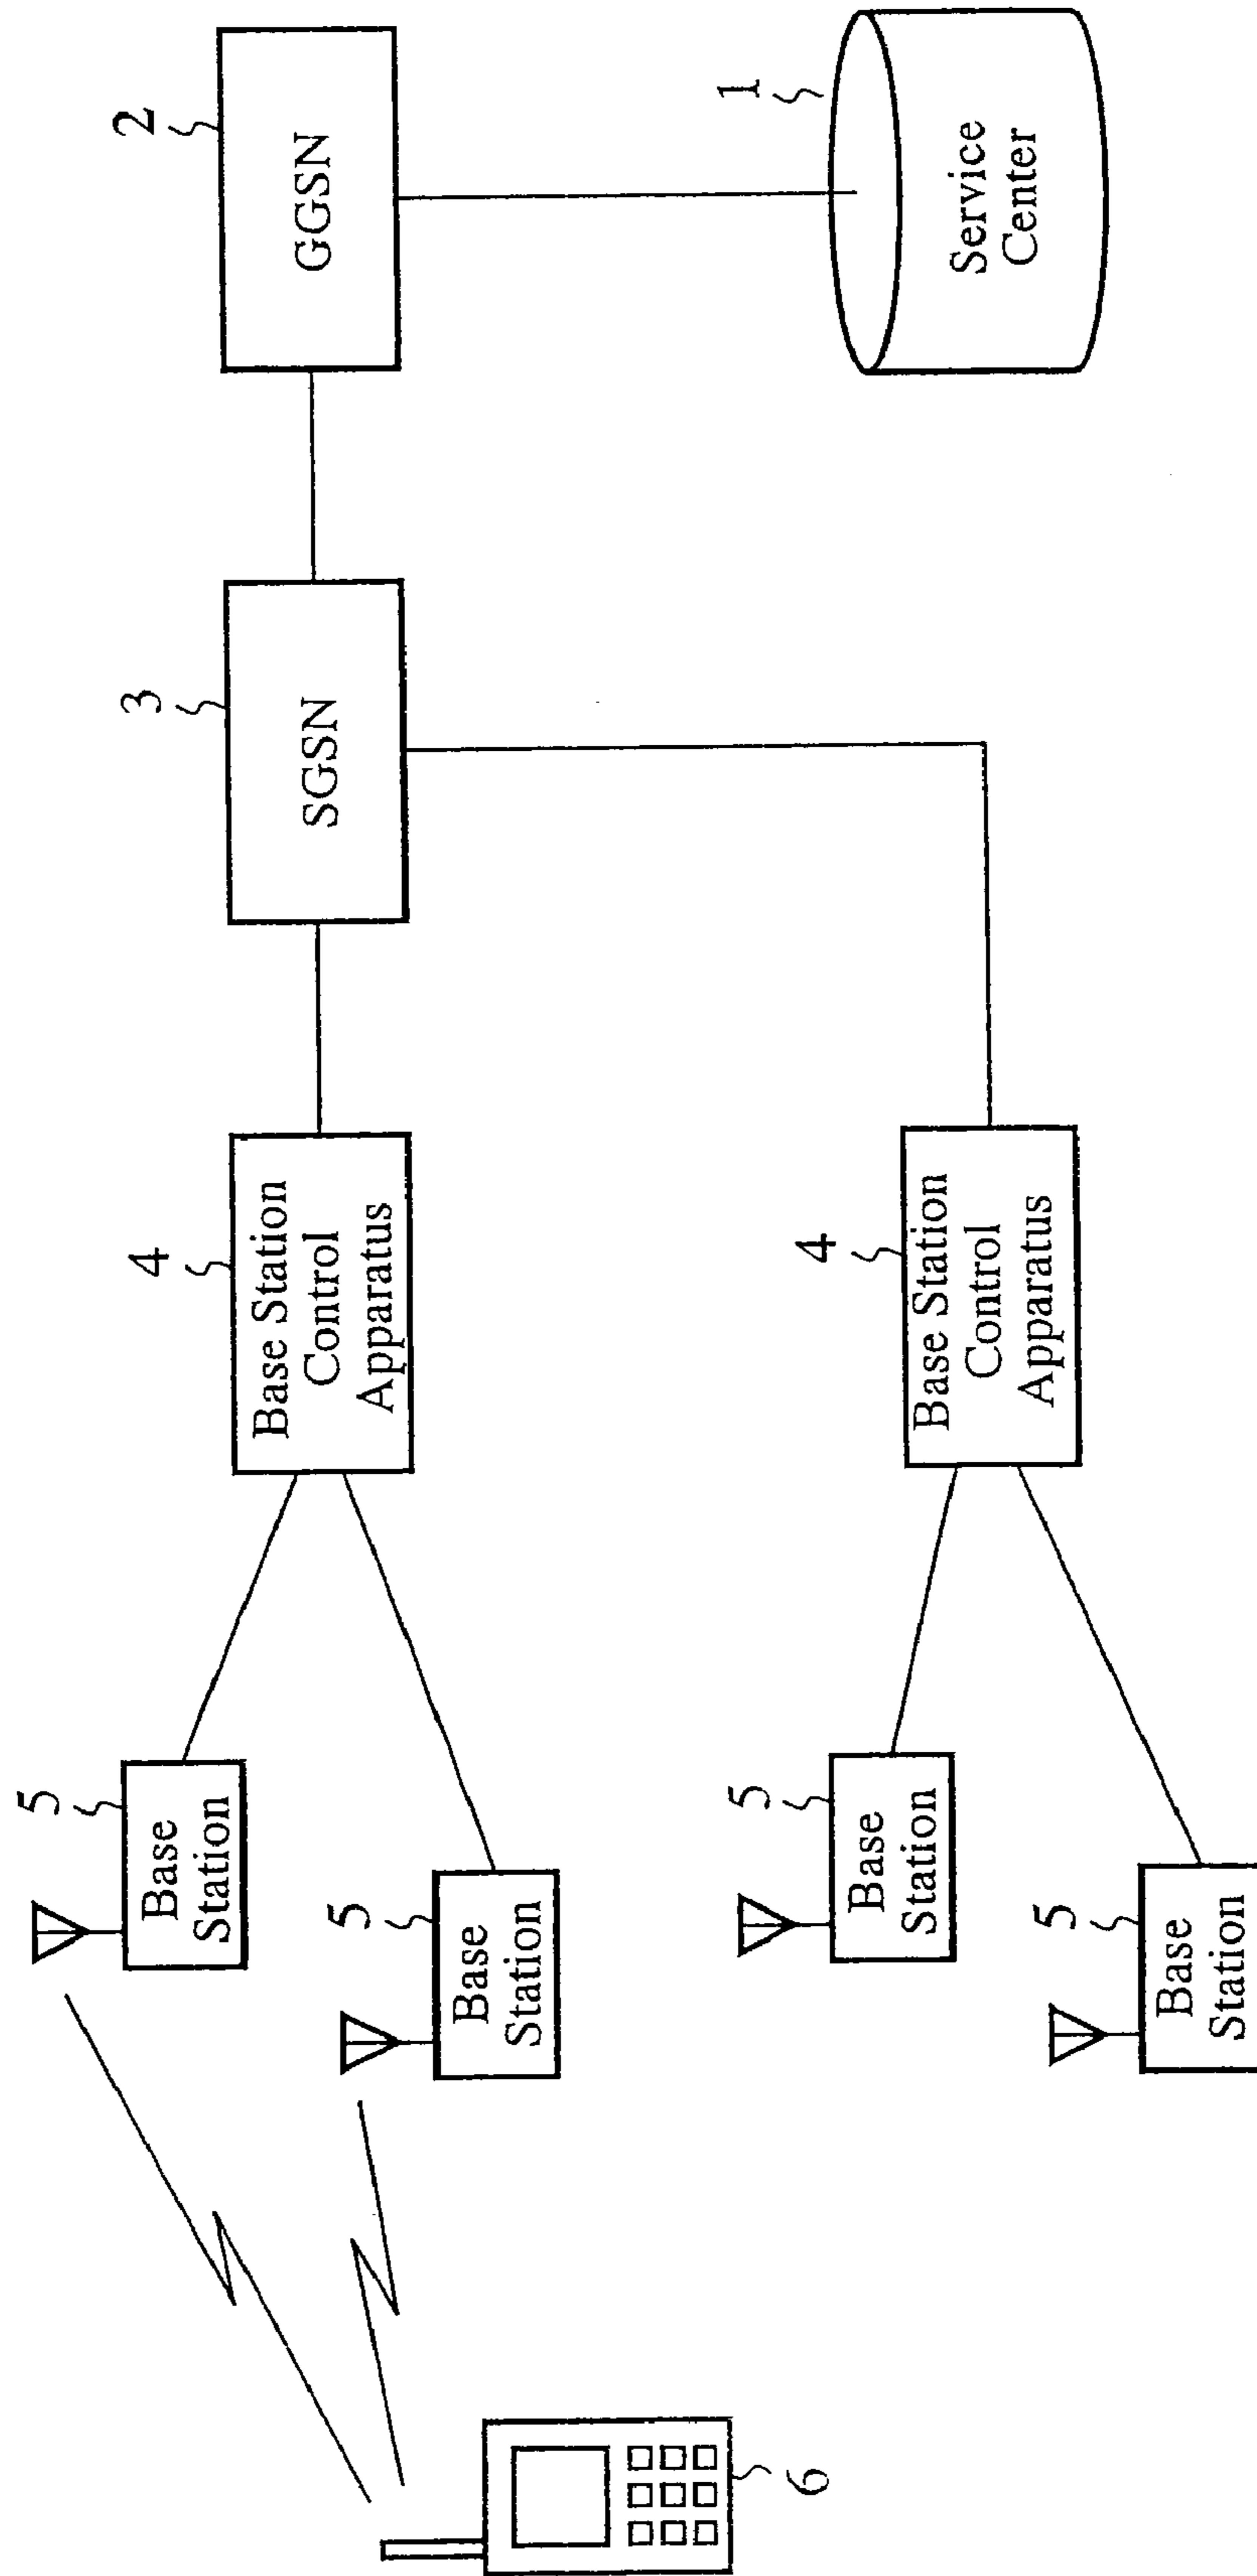 5
Base
Station
5
Base
Station
6
4
Base Station
Control
Apparatus
3
SGSN
2
GGSN
5
Base
Station
5
Base
Station
4
Base Station
Control
Apparatus
1
Service
Center